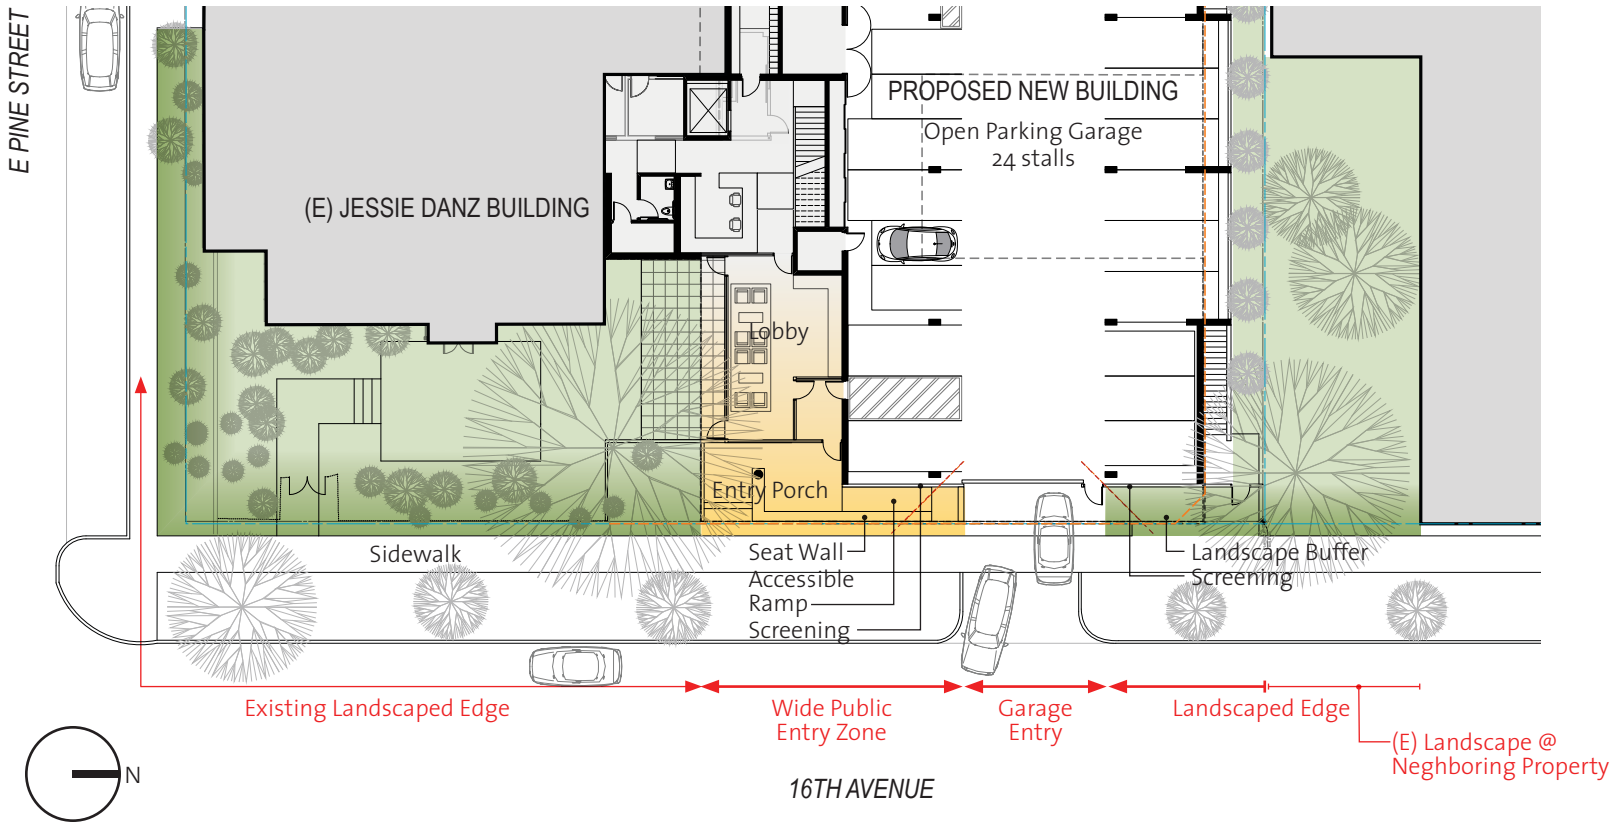 E PINE STREET
PROPOSED NEW BUILDING
Open Parking Garage
24 stalls
(E) JESSIE DANZ BUILDING
Lobby
Entry Porch
Sidewalk
Seat Wall
Accessible
Ramp
Screening
Landscape Buffer
Screening
Existing Landscaped Edge
Wide Public
Entry Zone
Garage
Entry
Landscaped Edge
(E) Landscape @
Neghboring Property
N
16TH AVENUE